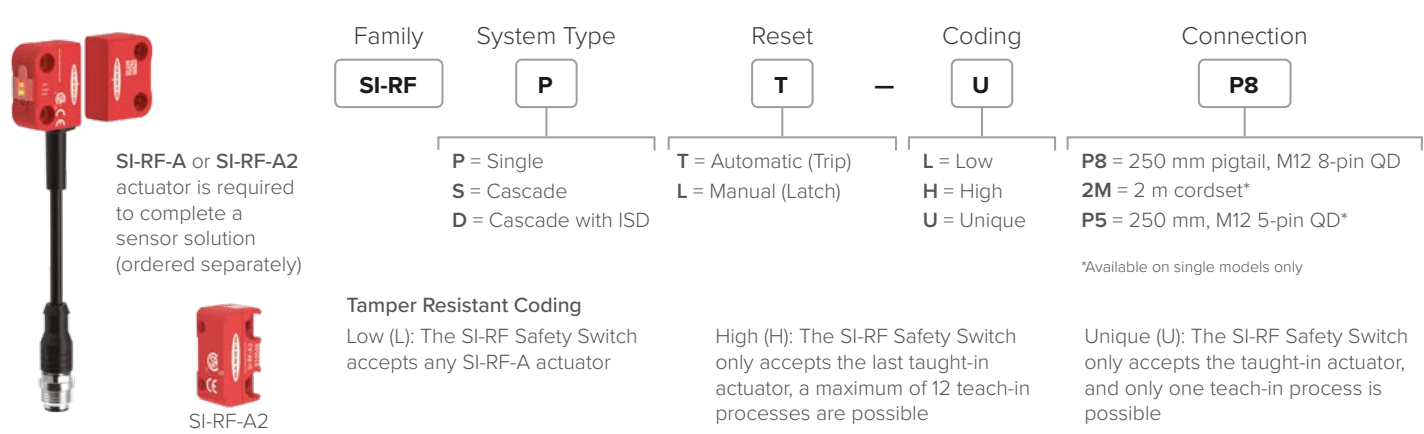 Family
System Type
Reset
Coding
Connection
SI-RF
P
T
—
U
P8
SI-RF-A or SI-RF-A2
actuator is required
to complete a
sensor solution
(ordered separately)
P = Single
S = Cascade
D = Cascade with ISD
T = Automatic (Trip)
L = Manual (Latch)
L = Low
H = High
U = Unique
P8 = 250 mm pigtail, M12 8-pin QD
2M = 2 m cordset*
P5 = 250 mm, M12 5-pin QD*
*Available on single models only
SI-RF-A2
Tamper Resistant Coding
Low (L): The SI-RF Safety Switch
accepts any SI-RF-A actuator
High (H): The SI-RF Safety Switch
only accepts the last taught-in
actuator, a maximum of 12 teach-in
processes are possible
Unique (U): The SI-RF Safety Switch
only accepts the taught-in actuator,
and only one teach-in process is
possible